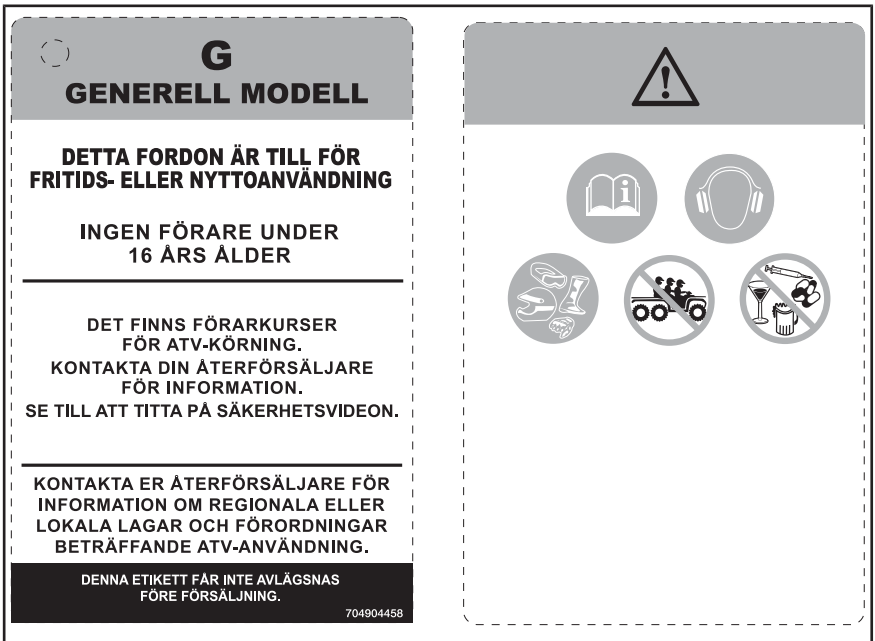 G
GENERELL MODELL
DETTA FORDON ÄR TILL FÖR
FRITIDS- ELLER NYTTOANVÄNDNING
INGEN FÖRARE UNDER
16 ÅRS ÅLDER
DET FINNS FÖRARKURSER
FÖR ATV-KÖRNING.
KONTAKTA DIN ÅTERFÖRSÄLJARE
FÖR INFORMATION.
SE TILL ATT TITTA PÅ SÄKERHETSVIDEON.
KONTAKTA ER ÅTERFÖRSÄLJARE FÖR
INFORMATION OM REGIONALA ELLER
LOKALA LAGAR OCH FÖRORDNINGAR
BETRÄFFANDE ATV-ANVÄNDNING.
DENNA ETIKETT FÅR INTE AVLÄGSNAS
FÖRE FÖRSÄLJNING.
704904458